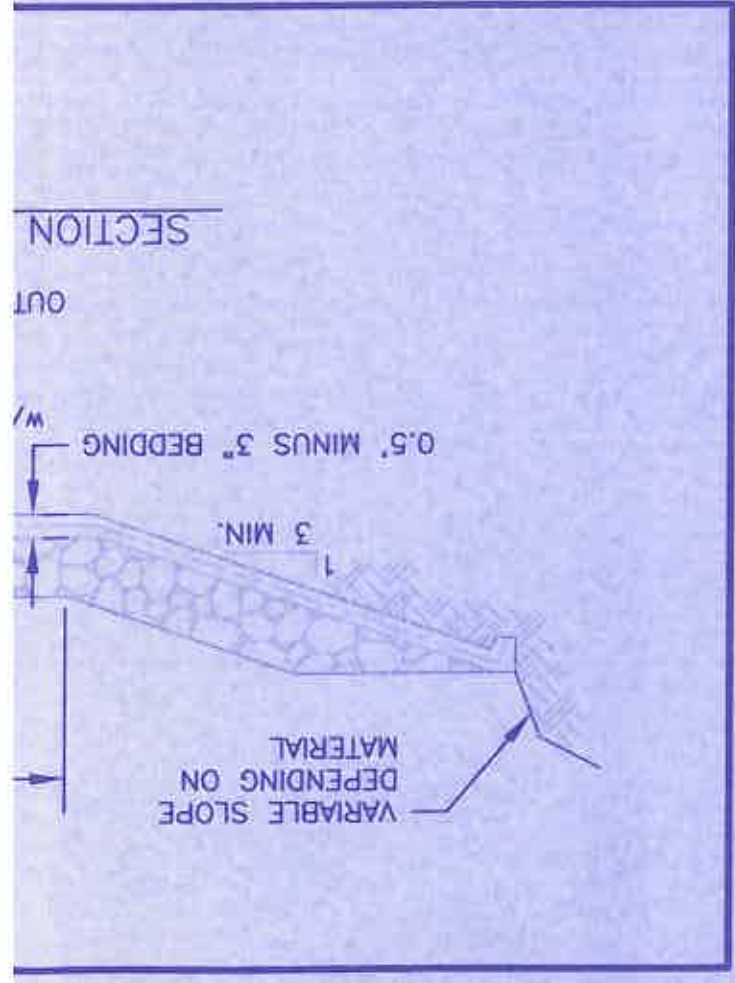 VARIABLE SLOPE
DEPENDING ON
MATERIAL
1
3 MIN.
0.5' MINUS 3" BEDDING
W/
OUT
SECTION